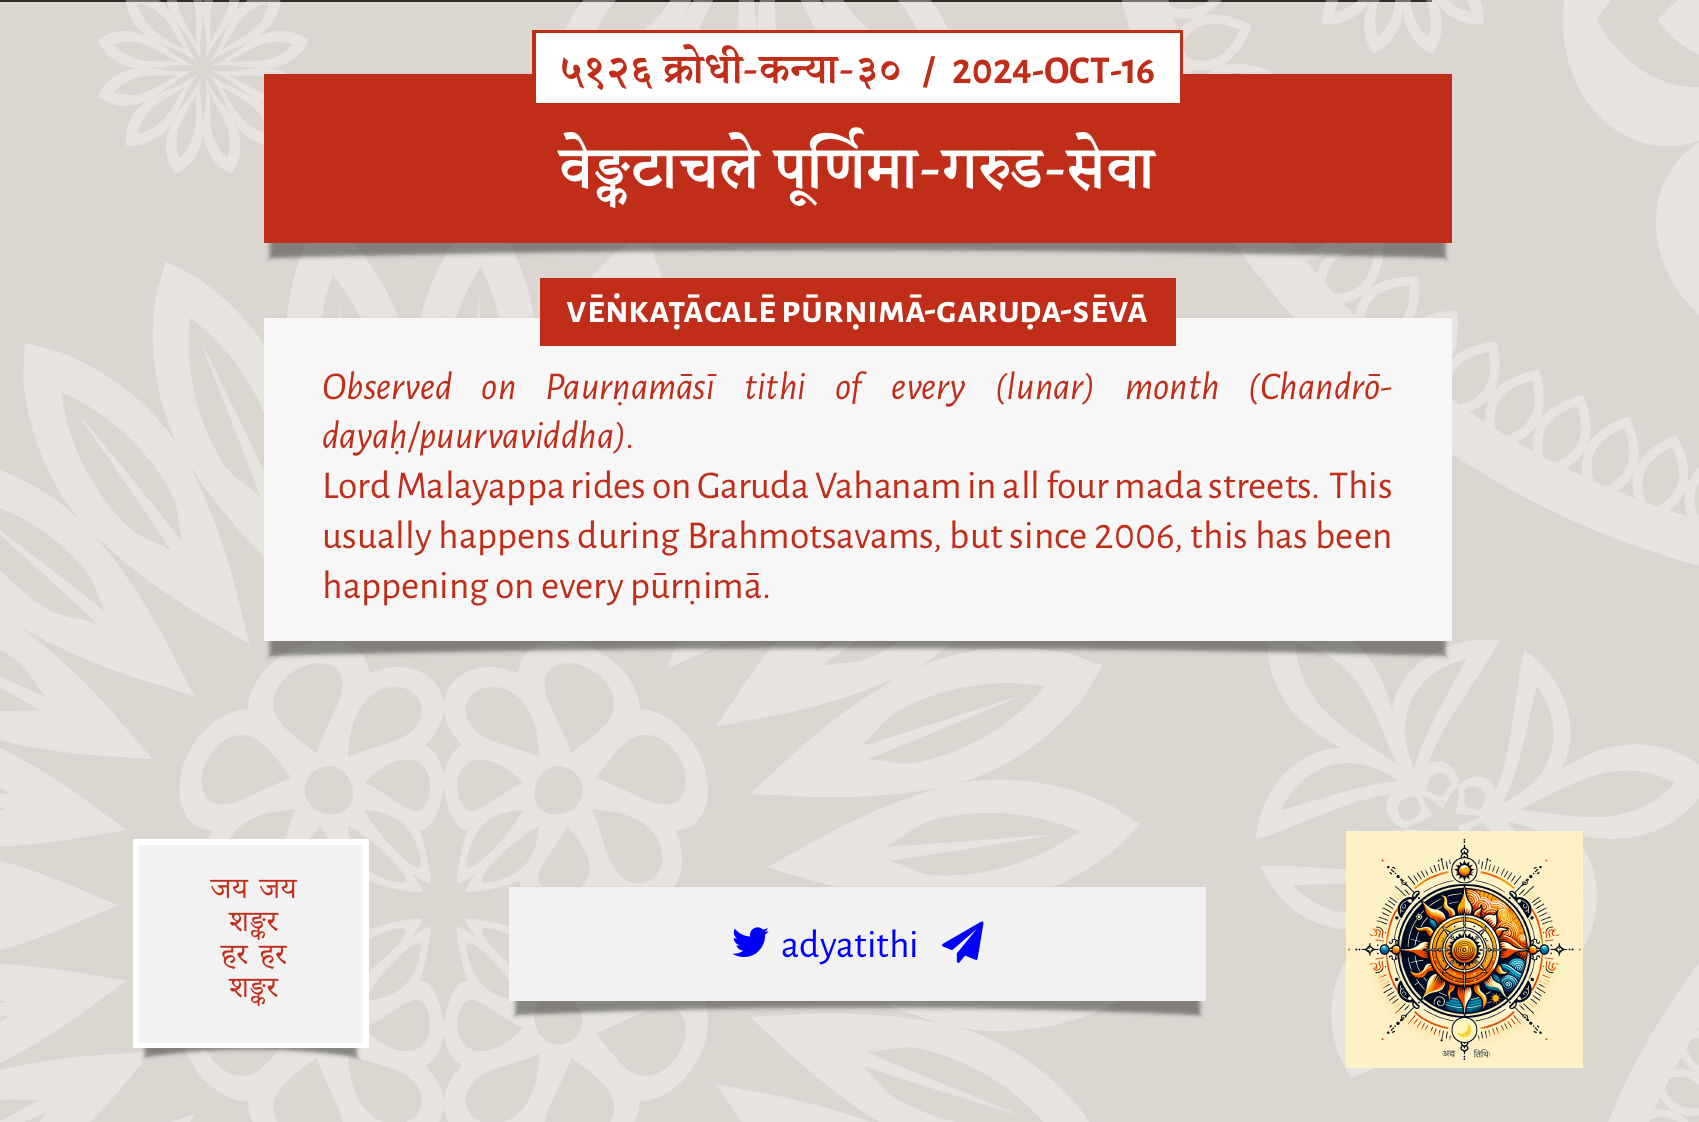 ५१२६ क्रोधी-कन्या-३० / 2024-OCT-16
वेङ्कटाचले पूर्णिमा-गरुड-सेवा
VĒṄKAṬĀCALĒ PŪRṆIMĀ-GARUḌA-SĒVĀ
Observed on Paurṇamāsī tithi of every (lunar) month (Chandrō-
dayaḥ/puurvaviddha).
Lord Malayappa rides on Garuda Vahanam in all four mada streets. This
usually happens during Brahmotsavams, but since 2006, this has been
happening on every pūrṇimā.
जय जय
शङ्कर
हर हर
शङ्कर
adyatithi
अद्य तिथिः